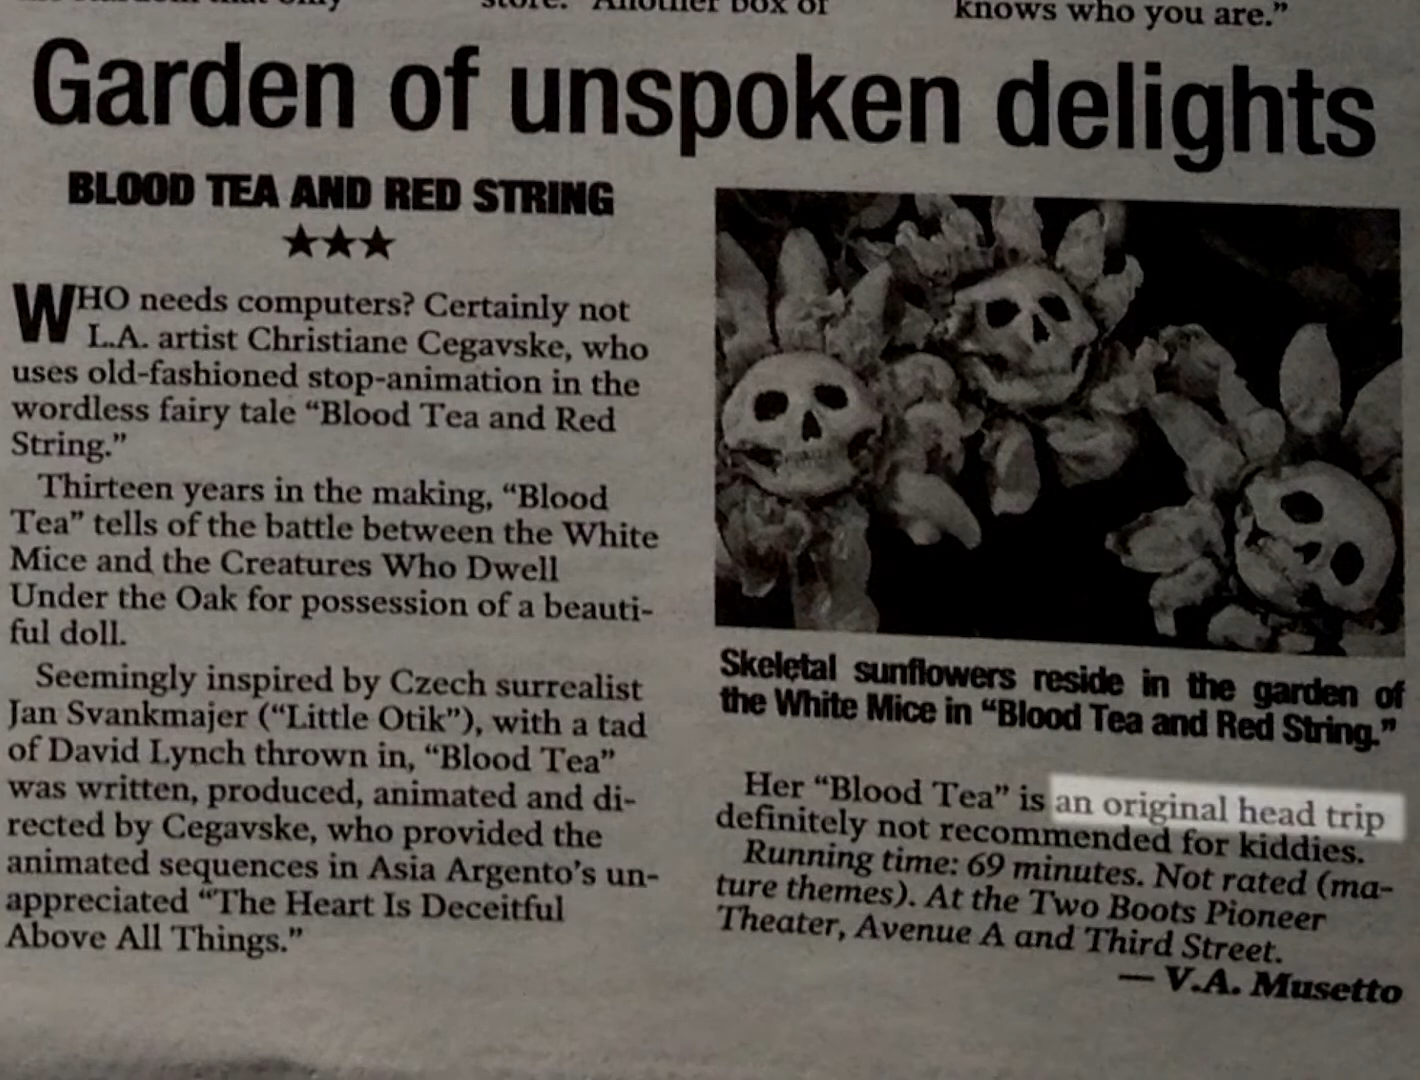 store. "Another box of
knows who you are."
Garden of unspoken delights
BLOOD TEA AND RED STRING
★★★
WHO needs computers? Certainly not
L.A. artist Christiane Cegavske, who
uses old-fashioned stop-animation in the
wordless fairy tale "Blood Tea and Red
String."
Thirteen years in the making, "Blood
Tea" tells of the battle between the White
Mice and the Creatures Who Dwell
Under the Oak for possession of a beauti-
ful doll.
Seemingly inspired by Czech surrealist
Jan Svankmajer ("Little Otik"), with a tad
of David Lynch thrown in, "Blood Tea"
was written, produced, animated and di-
rected by Cegavske, who provided the
animated sequences in Asia Argento's un-
appreciated "The Heart Is Deceitful
Above All Things."
Skeletal sunflowers reside in the garden of
the White Mice in "Blood Tea and Red String."
Her "Blood Tea" is an original head trip
definitely not recommended for kiddies.
Running time: 69 minutes. Not rated (ma-
ture themes). At the Two Boots Pioneer
Theater, Avenue A and Third Street.
— V.A. Musetto